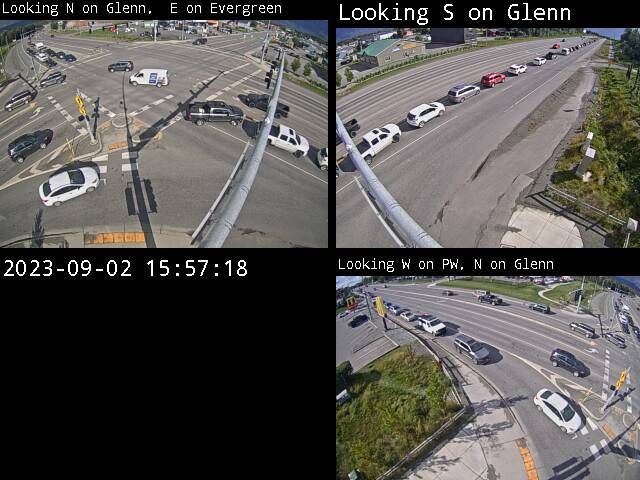 Looking N on Glenn, E on Evergreen
Looking S on Glenn
2023-09-02 15:57:18
Looking W on PW, N on Glenn